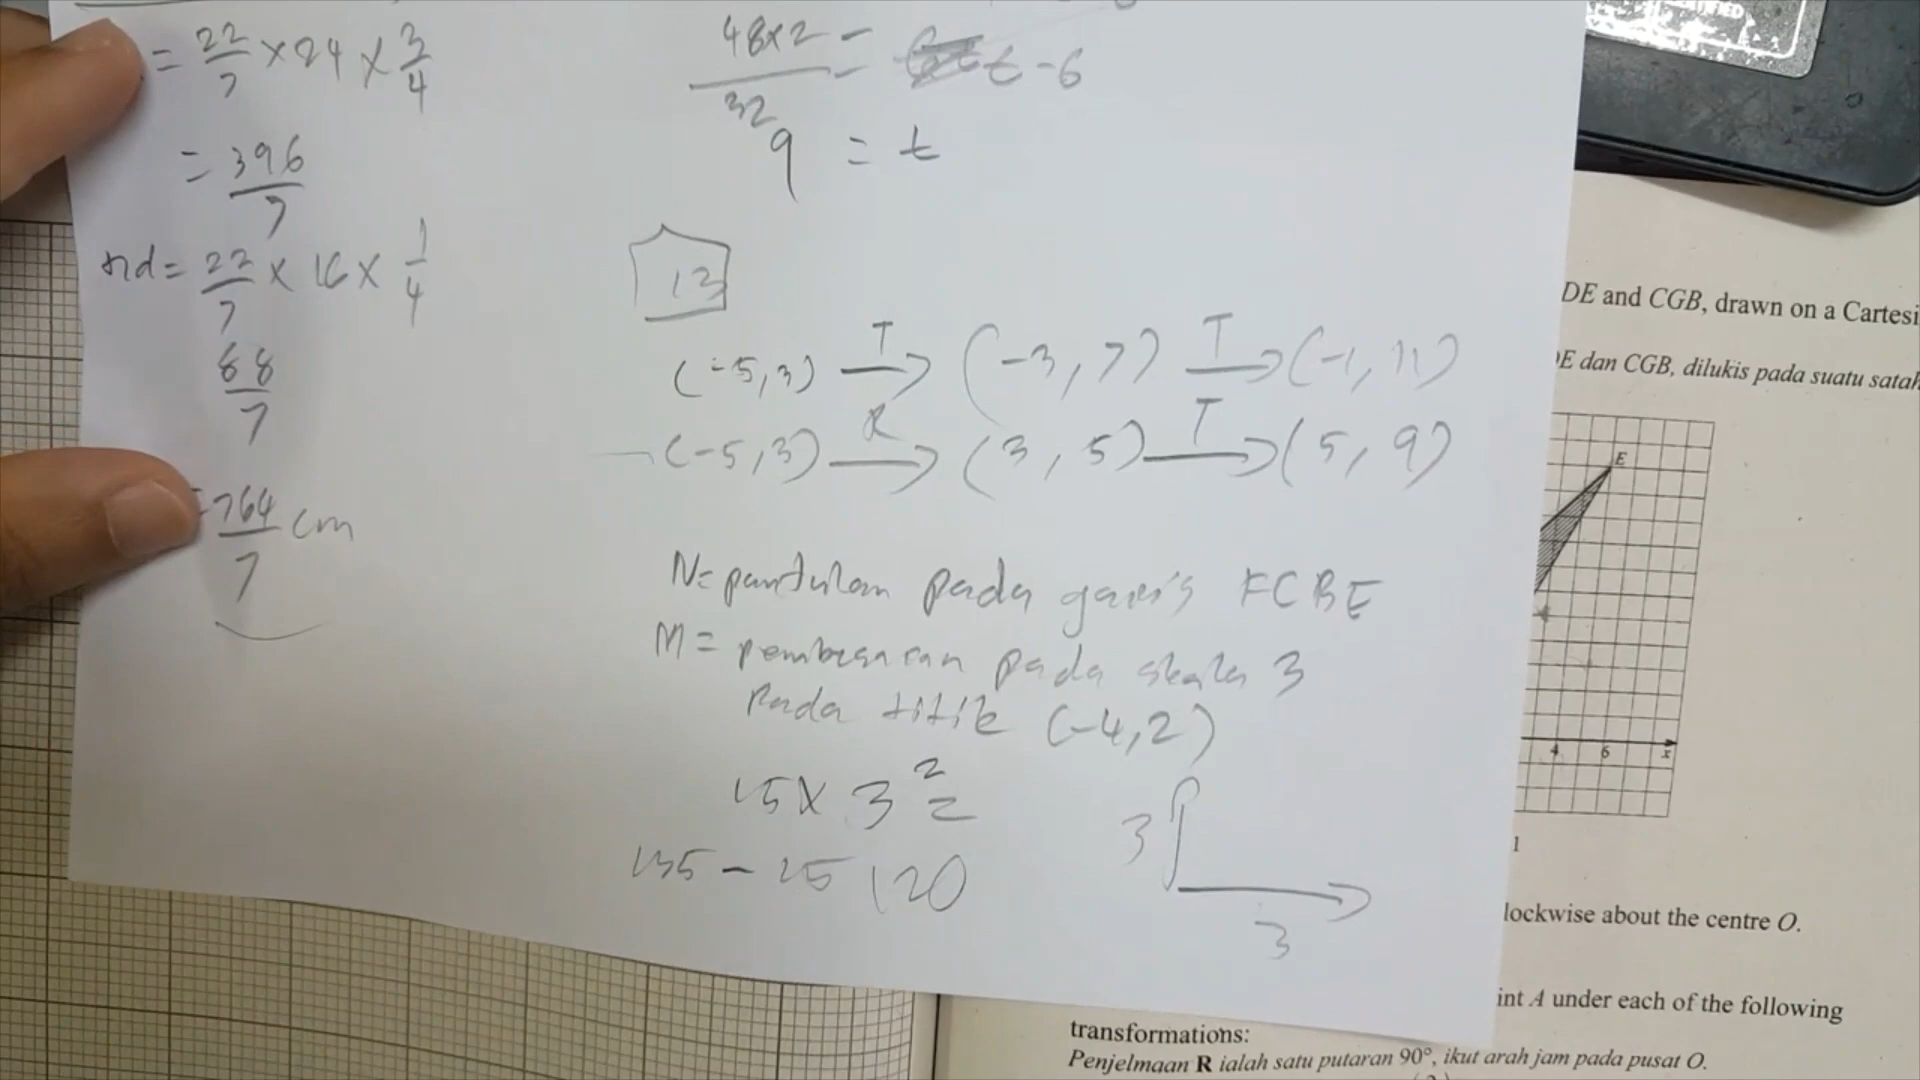 = 22/7 × 24 × 3/4
= 396/7
= 22/7 × 16 × 1/4
88/7
764/7 cm
48×2/32 = t - 6
9 = t
13
(-5,3) T→ (-3,7) T→ (-1,11)
(-5,3) R→ (3,5) T→ (5,9)
N= pantulan pada garis FCBE
M = pembesaran pada skala 3
pada titik (-4,2)
15 × 3² =
135 - 15 120
3
3
DE and CGB, drawn on a Cartesi
E dan CGB, dilukis pada suatu satah
E
4 6 x
1
lockwise about the centre O.
int A under each of the following
transformations:
Penjelmaan R ialah satu putaran 90°, ikut arah jam pada pusat O.